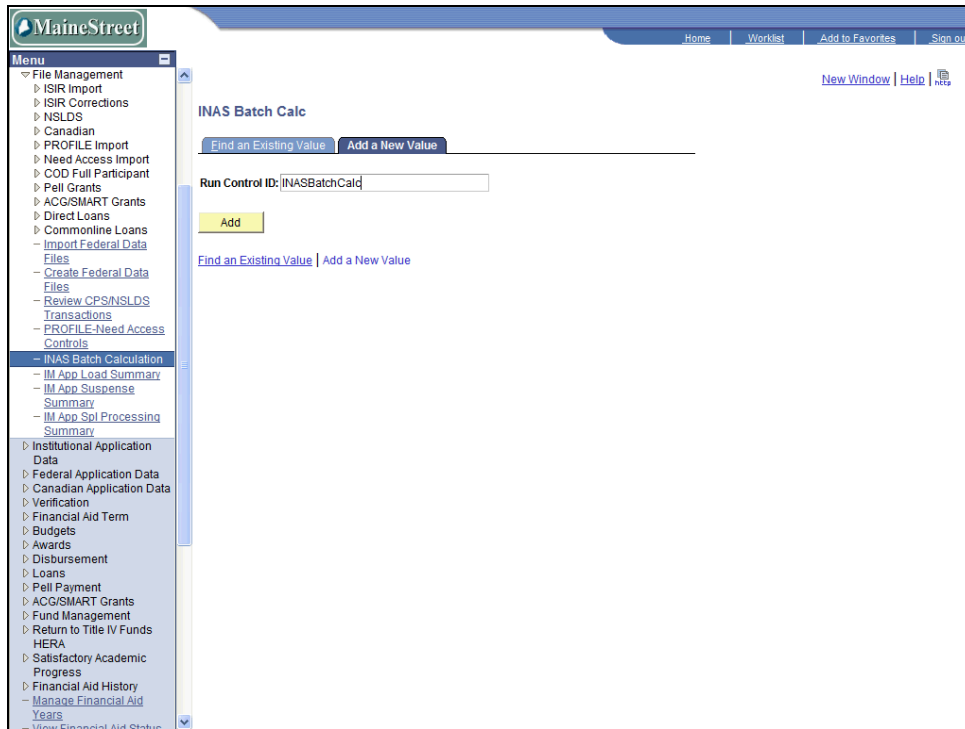 MaineStreet
Home
Worklist
Add to Favorites
Sign ou
Menu
File Management
ISIR Import
ISIR Corrections
NSLDS
Canadian
PROFILE Import
Need Access Import
COD Full Participant
Pell Grants
ACG/SMART Grants
Direct Loans
Commonline Loans
Import Federal Data
Files
Create Federal Data
Files
Review CPS/NSLDS
Transactions
PROFILE-Need Access
Controls
INAS Batch Calculation
IM App Load Summary
IM App Suspense
Summary
IM App Spl Processing
Summary
Institutional Application
Data
Federal Application Data
Canadian Application Data
Verification
Financial Aid Term
Budgets
Awards
Disbursement
Loans
Pell Payment
ACG/SMART Grants
Fund Management
Return to Title IV Funds
HERA
Satisfactory Academic
Progress
Financial Aid History
Manage Financial Aid
Years
View Financial Aid Status
New Window | Help | http
INAS Batch Calc
Find an Existing Value
Add a New Value
Run Control ID: INASBatchCalc
Add
Find an Existing Value | Add a New Value